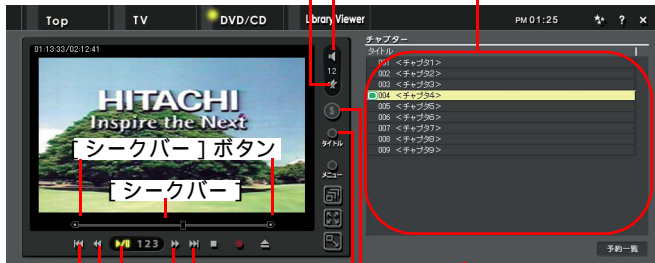 Top TV DVD/CD Library Viewer PM 01:25 ? ×
01:13:33/02:12:41
12
HITACHI
Inspire the Next
[ シークバー ] ボタン
[ シークバー ]
S
タイトル
メニュー
123
チャプター
タイトル
001 <チャプタ1>
002 <チャプタ2>
003 <チャプタ3>
004 <チャプタ4>
005 <チャプタ5>
006 <チャプタ6>
007 <チャプタ7>
008 <チャプタ8>
009 <チャプタ9>
予約一覧